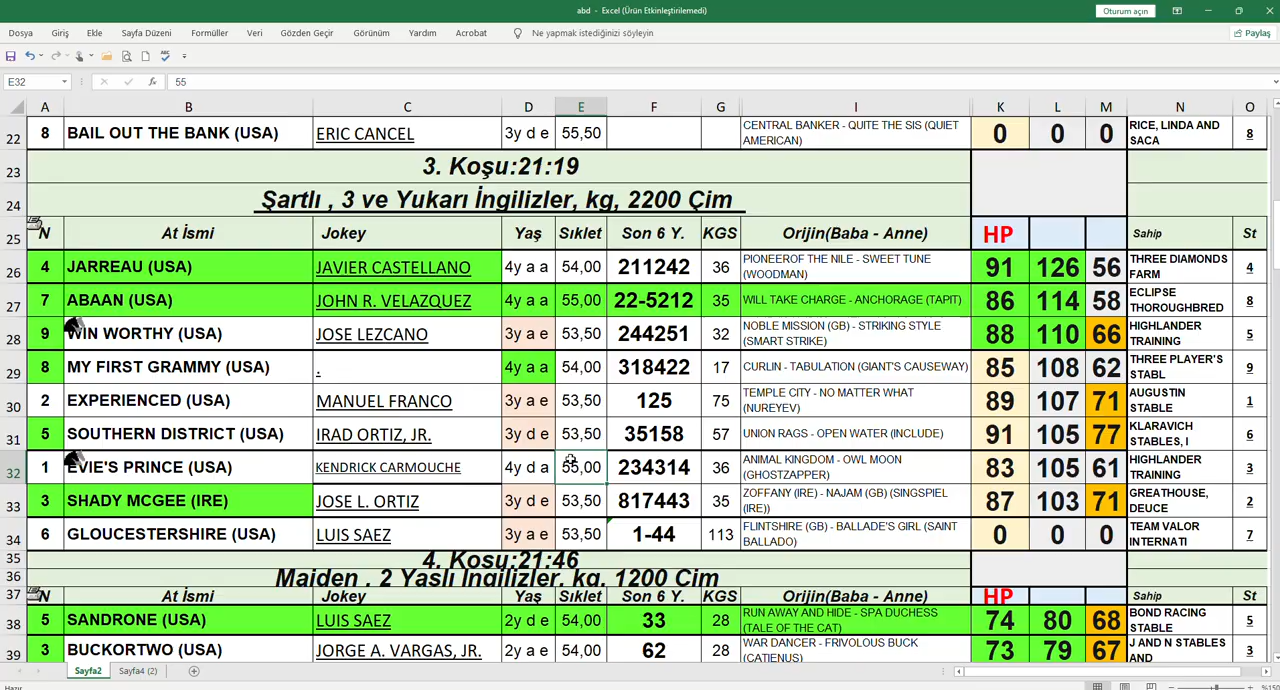 abd - Excel (Ürün Etkinleştirilemedi)
Oturum açın
Dosya Giriş Ekle Sayfa Düzeni Formüller Veri Gözden Geçir Görünüm Yardım Acrobat Ne yapmak istediğinizi söyleyin Paylaş
E32 fx 55
A B C D E F G I K L M N O
22 8 BAIL OUT THE BANK (USA) ERIC CANCEL 3y d e 55,50 CENTRAL BANKER - QUITE THE SIS (QUIET AMERICAN) 0 0 0 RICE, LINDA AND SACA 8
23 3. Koşu:21:19
24 Şartlı , 3 ve Yukarı İngilizler, kg, 2200 Çim
25 N At İsmi Jokey Yaş Sıklet Son 6 Y. KGS Orijin(Baba - Anne) HP Sahip St
26 4 JARREAU (USA) JAVIER CASTELLANO 4y a a 54,00 211242 36 PIONEEROF THE NILE - SWEET TUNE (WOODMAN) 91 126 56 THREE DIAMONDS FARM 4
27 7 ABAAN (USA) JOHN R. VELAZQUEZ 4y a a 55,00 22-5212 35 WILL TAKE CHARGE - ANCHORAGE (TAPIT) 86 114 58 ECLIPSE THOROUGHBRED 8
28 9 WIN WORTHY (USA) JOSE LEZCANO 3y a e 53,50 244251 32 NOBLE MISSION (GB) - STRIKING STYLE (SMART STRIKE) 88 110 66 HIGHLANDER TRAINING 5
29 8 MY FIRST GRAMMY (USA) . 4y a a 54,00 318422 17 CURLIN - TABULATION (GIANT'S CAUSEWAY) 85 108 62 THREE PLAYER'S STABL 9
30 2 EXPERIENCED (USA) MANUEL FRANCO 3y a e 53,50 125 75 TEMPLE CITY - NO MATTER WHAT (NUREYEV) 89 107 71 AUGUSTIN STABLE 1
31 5 SOUTHERN DISTRICT (USA) IRAD ORTIZ, JR. 3y d e 53,50 35158 57 UNION RAGS - OPEN WATER (INCLUDE) 91 105 77 KLARAVICH STABLES, I 6
32 1 EVIE'S PRINCE (USA) KENDRICK CARMOUCHE 4y d a 55,00 234314 36 ANIMAL KINGDOM - OWL MOON (GHOSTZAPPER) 83 105 61 HIGHLANDER TRAINING 3
33 3 SHADY MCGEE (IRE) JOSE L. ORTIZ 3y d e 53,50 817443 35 ZOFFANY (IRE) - NAJAM (GB) (SINGSPIEL (IRE)) 87 103 71 GREATHOUSE, DEUCE 2
34 6 GLOUCESTERSHIRE (USA) LUIS SAEZ 3y a e 53,50 1-44 113 FLINTSHIRE (GB) - BALLADE'S GIRL (SAINT BALLADO) 0 0 0 TEAM VALOR INTERNATI 7
35 4. Koşu:21:46
36 Maiden , 2 Yaşlı İngilizler, kg, 1200 Çim
37 N At İsmi Jokey Yaş Sıklet Son 6 Y. KGS Orijin(Baba - Anne) HP Sahip St
38 5 SANDRONE (USA) LUIS SAEZ 2y d e 54,00 33 28 RUN AWAY AND HIDE - SPA DUCHESS (TALE OF THE CAT) 74 80 68 BOND RACING STABLE 5
39 3 BUCKORTWO (USA) JORGE A. VARGAS, JR. 2y a e 54,00 62 28 WAR DANCER - FRIVOLOUS BUCK (CATIENUS) 73 79 67 J AND N STABLES AND 3
Sayfa2 Sayfa4 (2)
Hazır %150